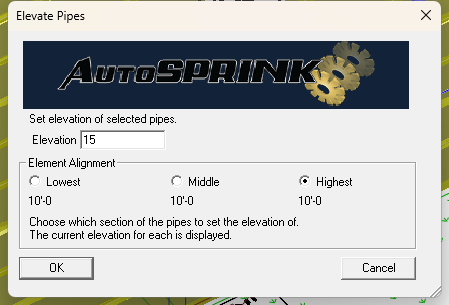 Elevate Pipes
AUTOSPRINK
Set elevation of selected pipes.
Elevation 15
Element Alignment
Lowest Middle Highest
10'-0 10'-0 10'-0
Choose which section of the pipes to set the elevation of.
The current elevation for each is displayed.
OK Cancel